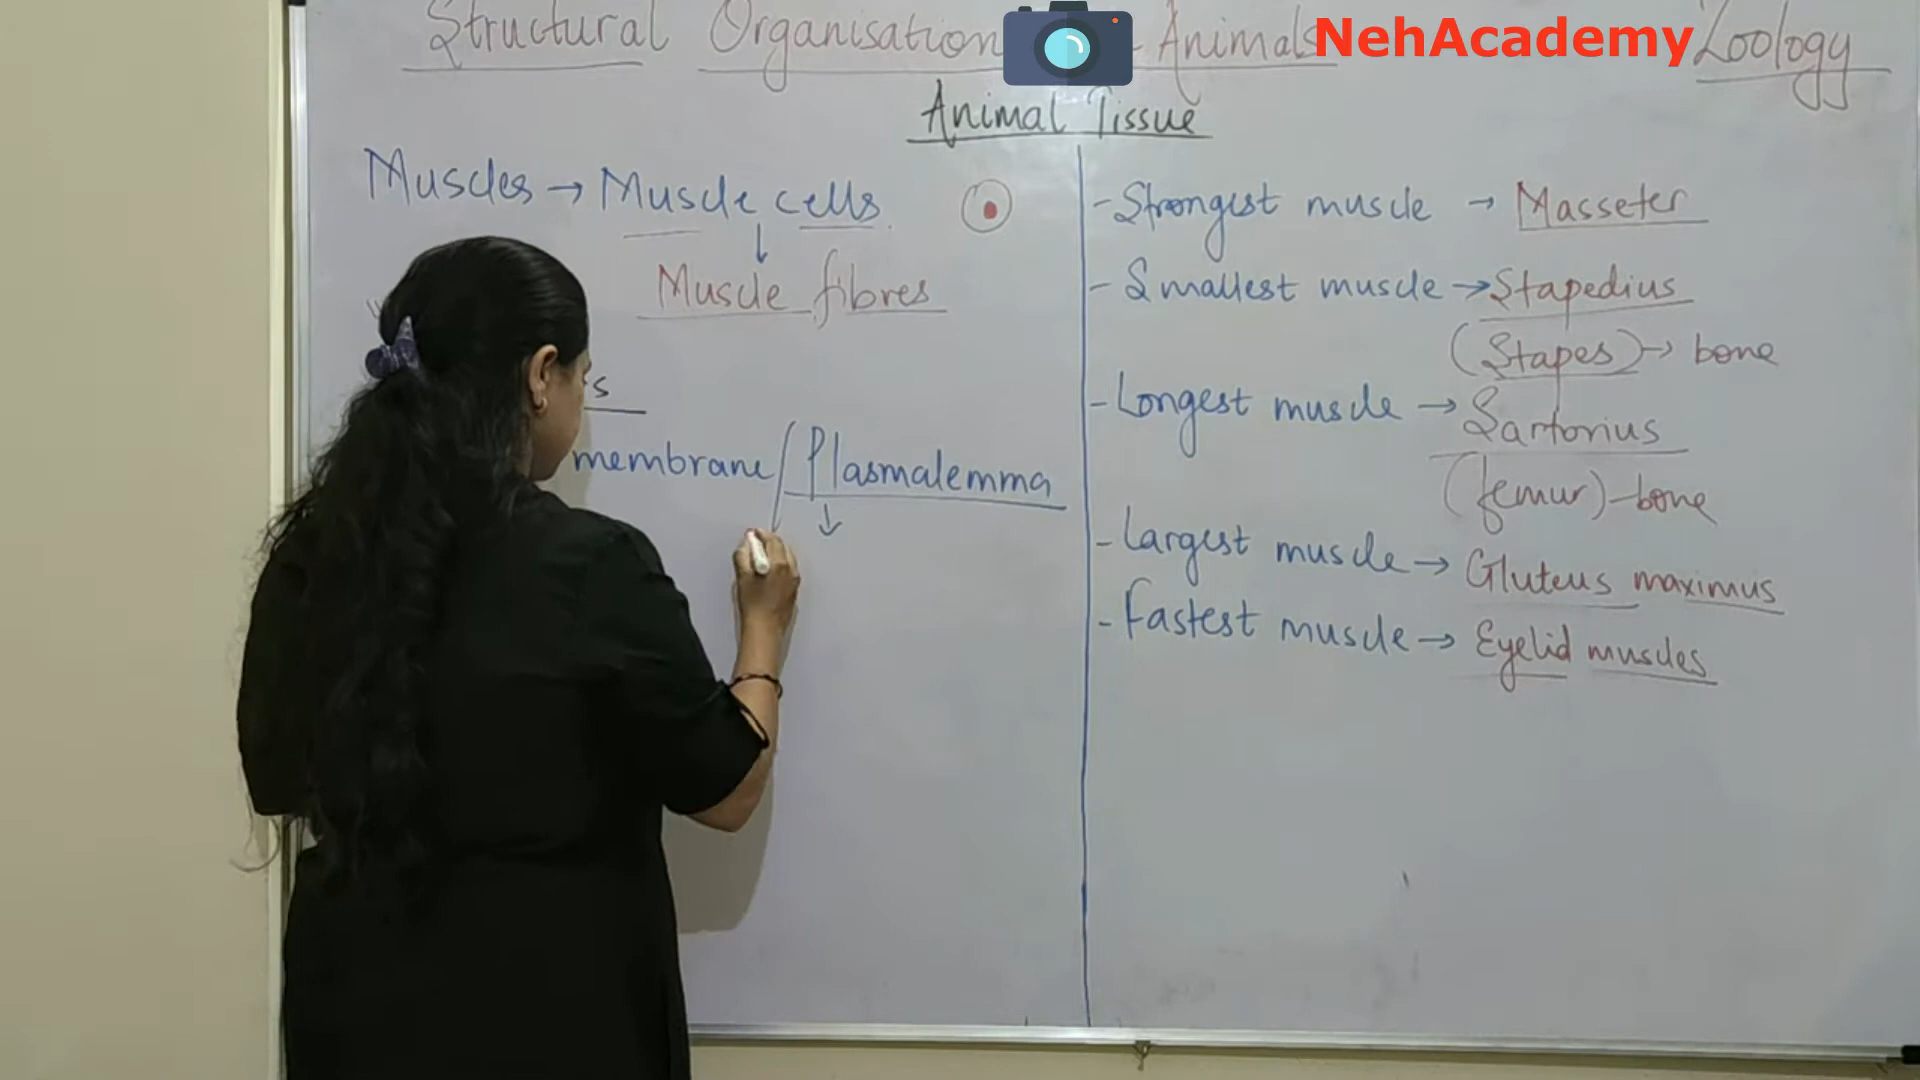 Structural Organisation Animals Zoology
NehAcademy
Animal Tissue
Muscles → Muscle cells.
↓
Muscle fibres
membrane / Plasmalemma
↓
- Strongest muscle → Masseter
- Smallest muscle → Stapedius
(Stapes) → bone
- Longest muscle → Sartorius
(femur) - bone
- Largest muscle → Gluteus maximus
- Fastest muscle → Eyelid muscles